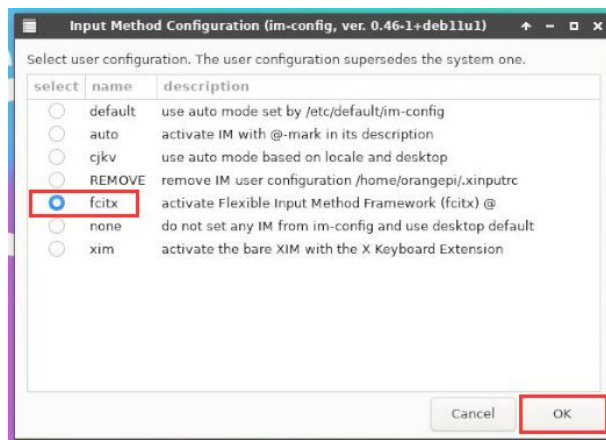 Input Method Configuration (im-config, ver. 0.46-1+deb11u1)
Select user configuration. The user configuration supersedes the system one.
select name description
default use auto mode set by /etc/default/im-config
auto activate IM with @-mark in its description
cjkv use auto mode based on locale and desktop
REMOVE remove IM user configuration /home/orangepi/.xinputrc
fcitx activate Flexible Input Method Framework (fcitx) @
none do not set any IM from im-config and use desktop default
xim activate the bare XIM with the X Keyboard Extension
Cancel OK